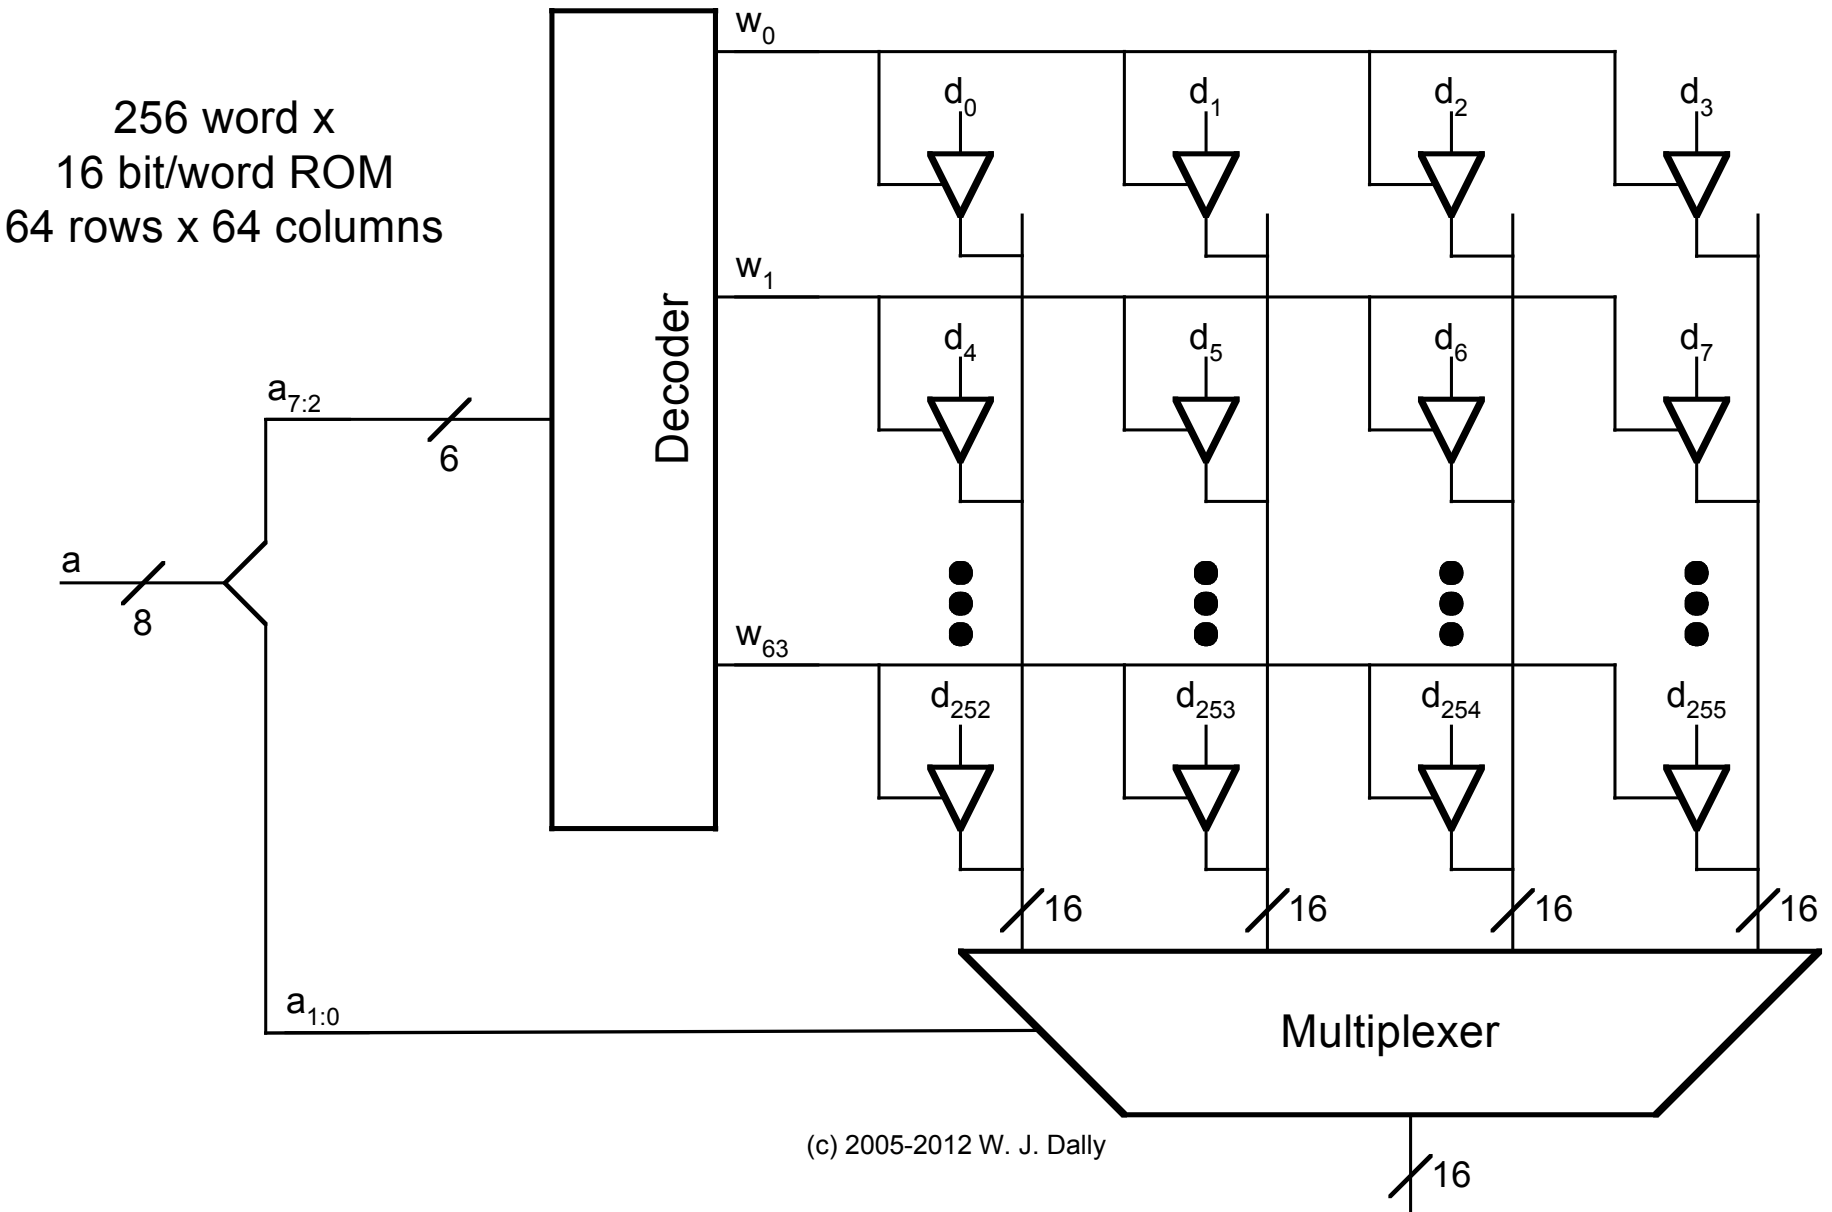 w0
256 word x
16 bit/word ROM
64 rows x 64 columns
d0 d1 d2 d3
w1
d4 d5 d6 d7
Decoder
a7:2
6
a
8
w63
d252 d253 d254 d255
16 16 16 16
a1:0
Multiplexer
(c) 2005-2012 W. J. Dally
16